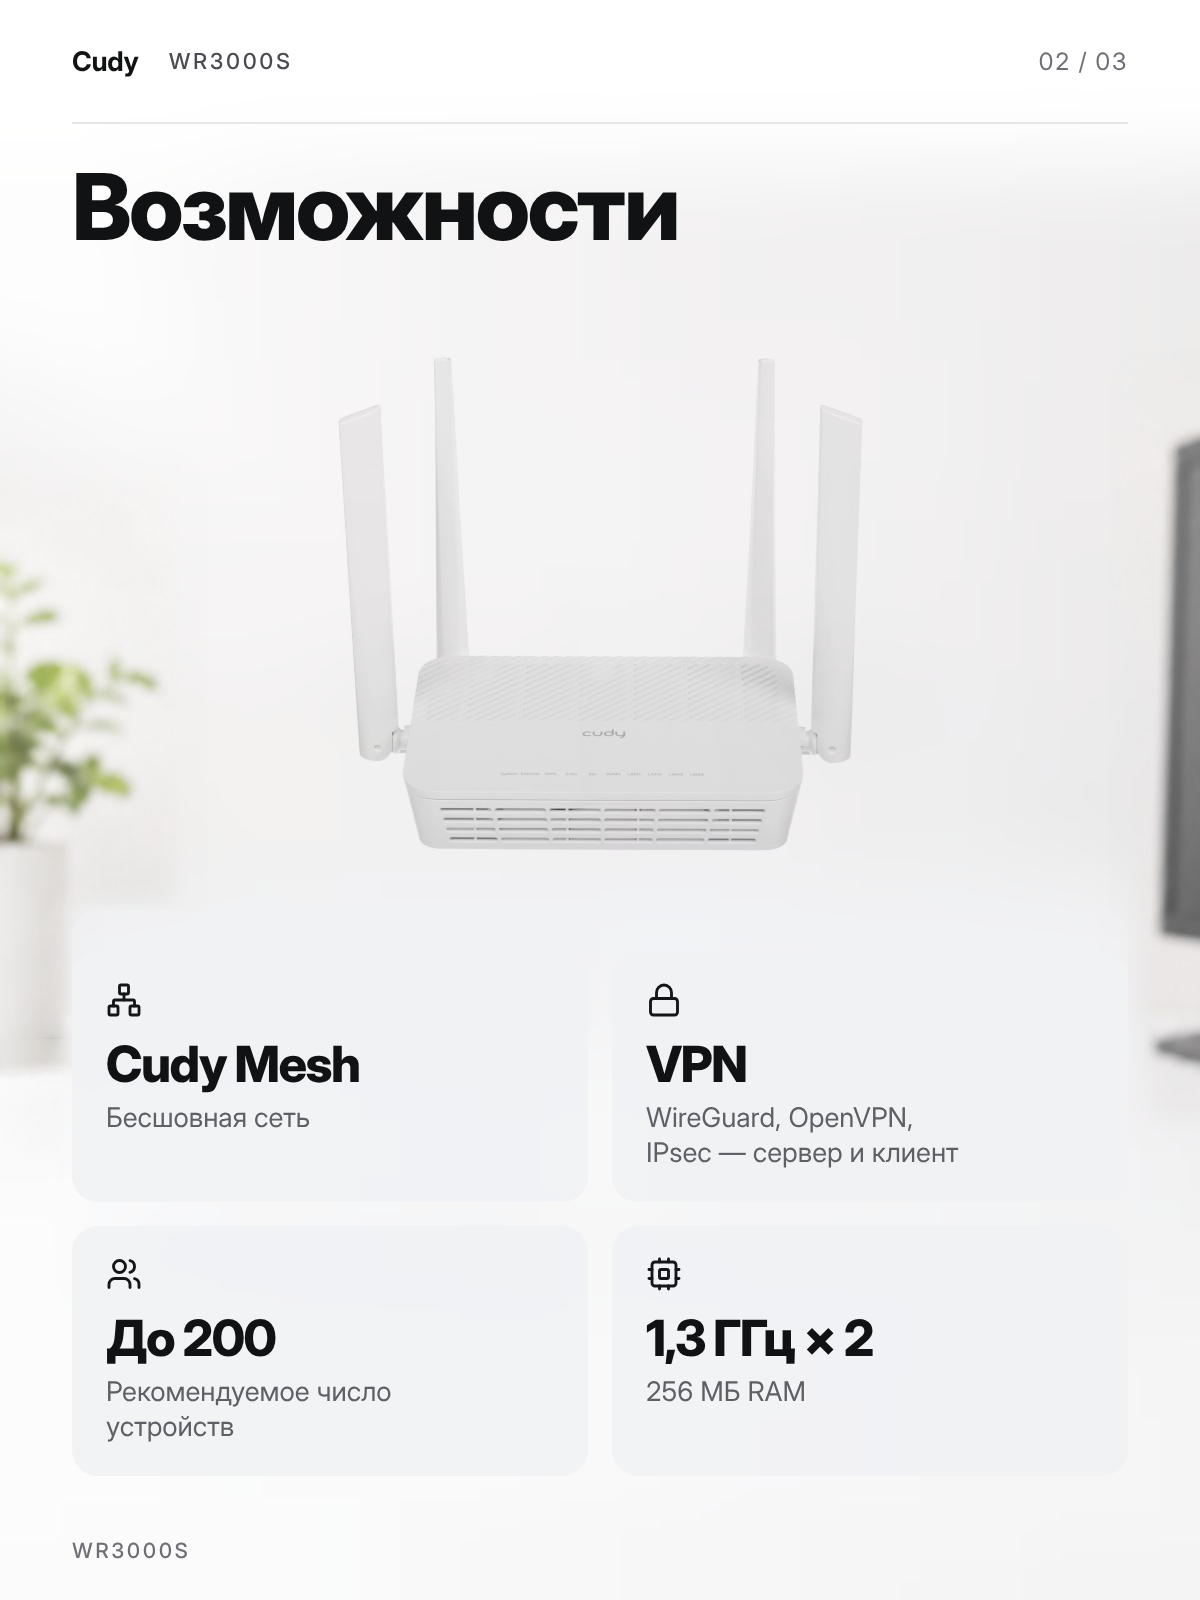 Cudy WR3000S 02 / 03
Возможности
cudy
Cudy Mesh
Бесшовная сеть
VPN
WireGuard, OpenVPN,
IPsec — сервер и клиент
До 200
Рекомендуемое число
устройств
1,3 ГГц × 2
256 МБ RAM
WR3000S